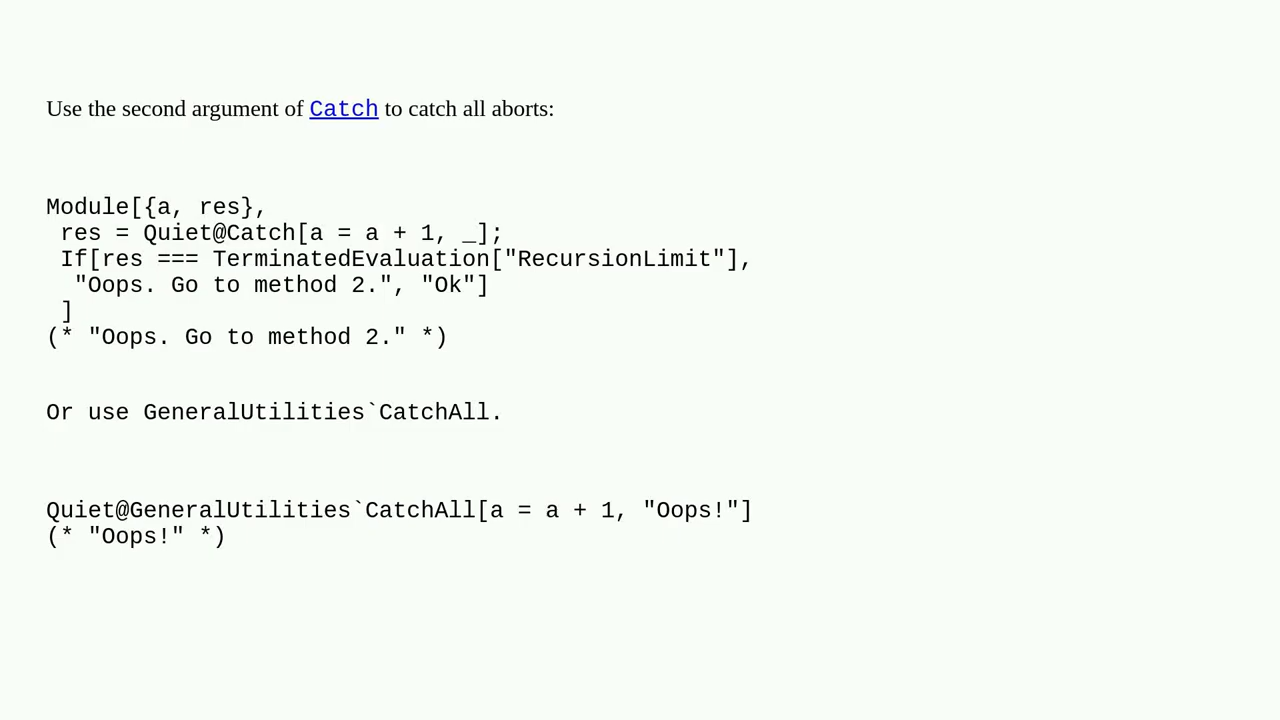 Use the second argument of Catch to catch all aborts:
Module[{a, res},
 res = Quiet@Catch[a = a + 1, _];
 If[res === TerminatedEvaluation["RecursionLimit"],
  "Oops. Go to method 2.", "Ok"]
 ]
(* "Oops. Go to method 2." *)
Or use GeneralUtilities`CatchAll.
Quiet@GeneralUtilities`CatchAll[a = a + 1, "Oops!"]
(* "Oops!" *)